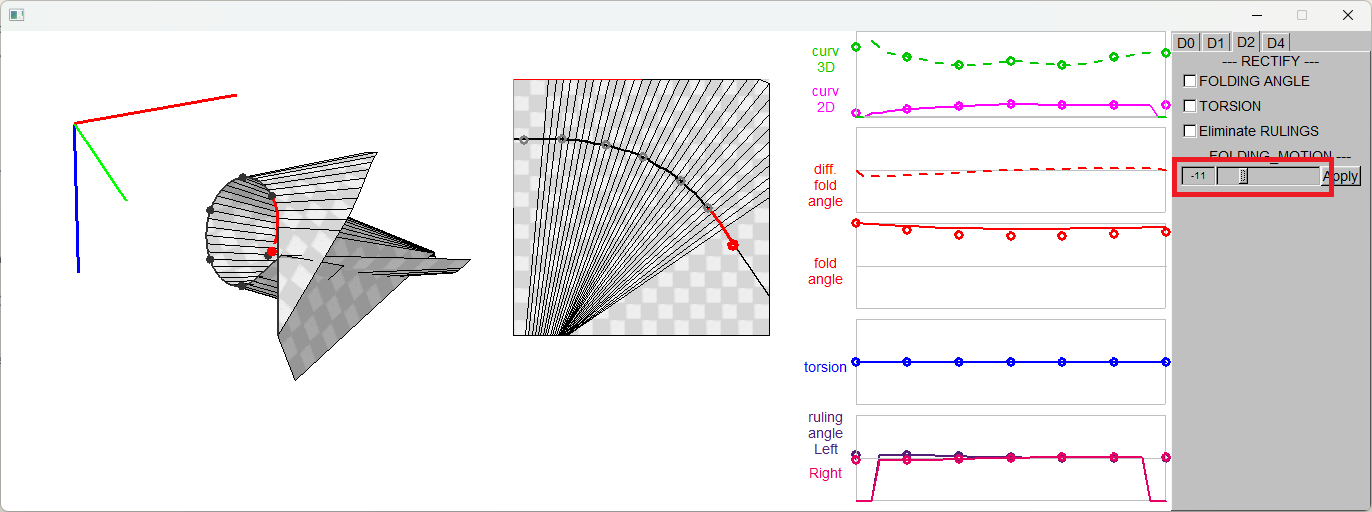 curv
3D
curv
2D
diff.
fold
angle
fold
angle
torsion
ruling
angle
Left
Right
D0 D1 D2 D4
--- RECTIFY ---
FOLDING ANGLE
TORSION
Eliminate RULINGS
FOLDING_MOTION ---
-11 Apply